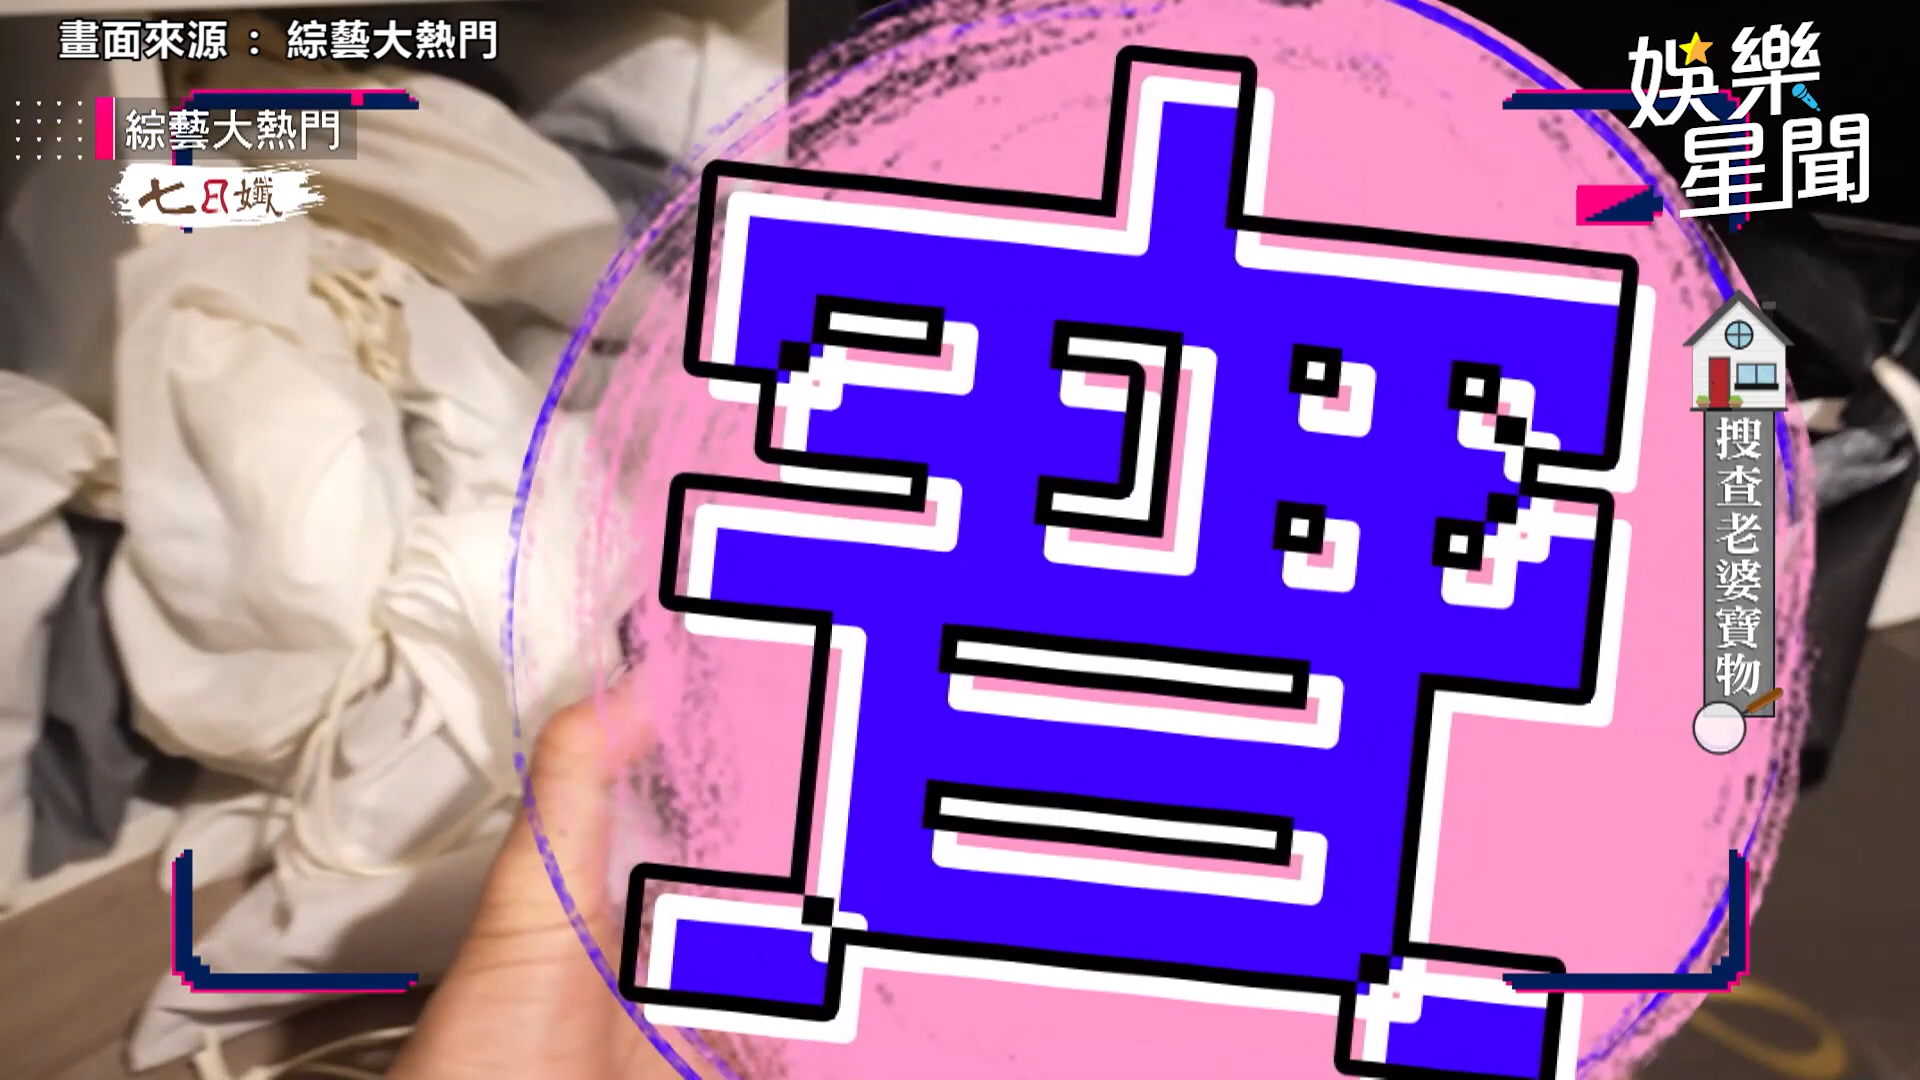 畫面來源 : 綜藝大熱門
綜藝大熱門
七日孅
娛樂
星聞
寶
搜查老婆寶物